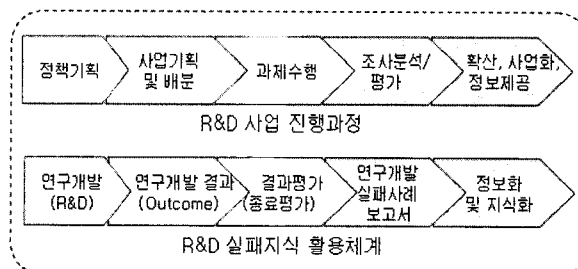 정책기획
사업기획
및 배분
과제수행
조사분석/
평가
확산, 사업화,
정보제공
R&D 사업 진행과정
연구개발
(R&D)
연구개발 결과
(Outcome)
결과평가
(종료평가)
연구개발
실패사례
보고서
정보화
및 지식화
R&D 실패지식 활용체계